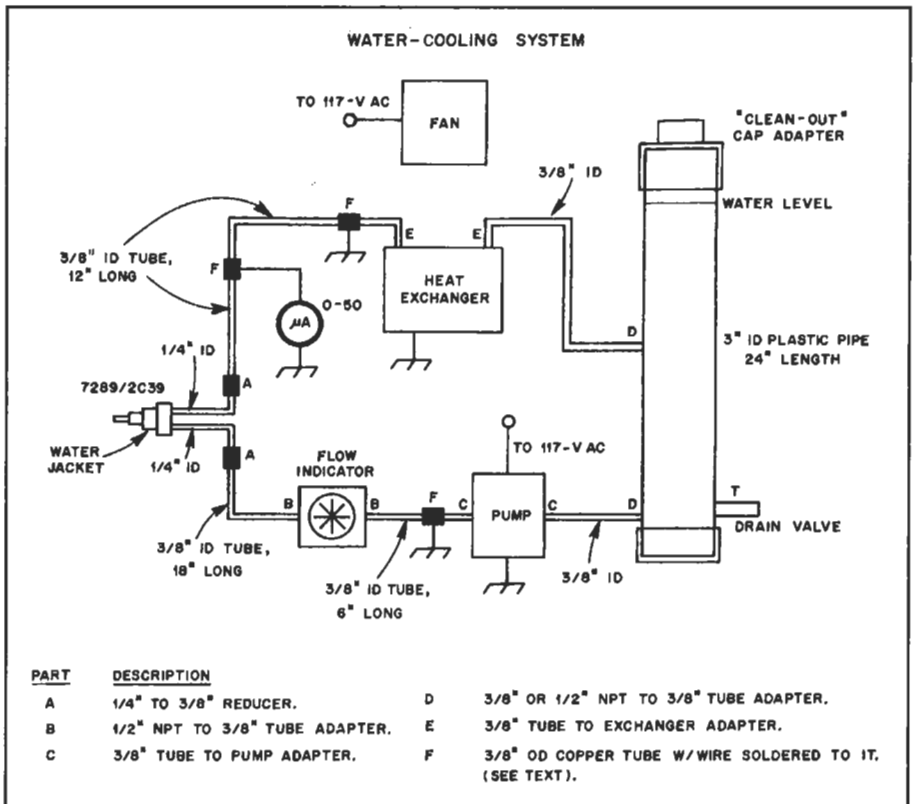 WATER-COOLING SYSTEM
TO 117-V AC
FAN
"CLEAN-OUT"
CAP ADAPTER
3/8" ID
F
WATER LEVEL
E
E
3/8" ID TUBE,
12" LONG
F
HEAT
EXCHANGER
0-50
µA
D
3" ID PLASTIC PIPE
24" LENGTH
1/4" ID
7289/2C39
A
WATER
JACKET
1/4" ID
A
FLOW
INDICATOR
TO 117-V AC
B
B
F
C
PUMP
C
D
T
DRAIN VALVE
3/8" ID TUBE,
18" LONG
3/8" ID TUBE,
6" LONG
3/8" ID
PART DESCRIPTION
A 1/4" TO 3/8" REDUCER.
B 1/2" NPT TO 3/8" TUBE ADAPTER.
C 3/8" TUBE TO PUMP ADAPTER.
D 3/8" OR 1/2" NPT TO 3/8" TUBE ADAPTER.
E 3/8" TUBE TO EXCHANGER ADAPTER.
F 3/8" OD COPPER TUBE W/WIRE SOLDERED TO IT.
(SEE TEXT).